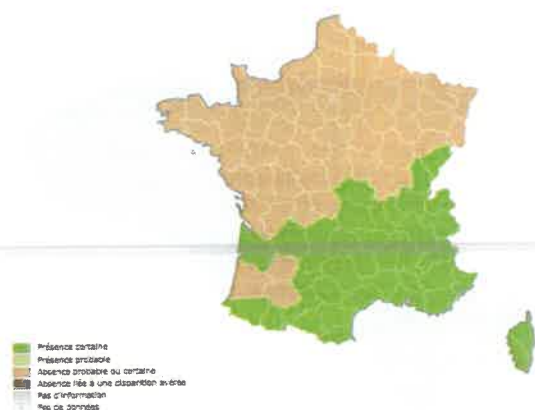 Présence certaine
Présence probable
Absence probable ou certaine
Absence liée à une disparition avérée
Pas d'information
Pas de données